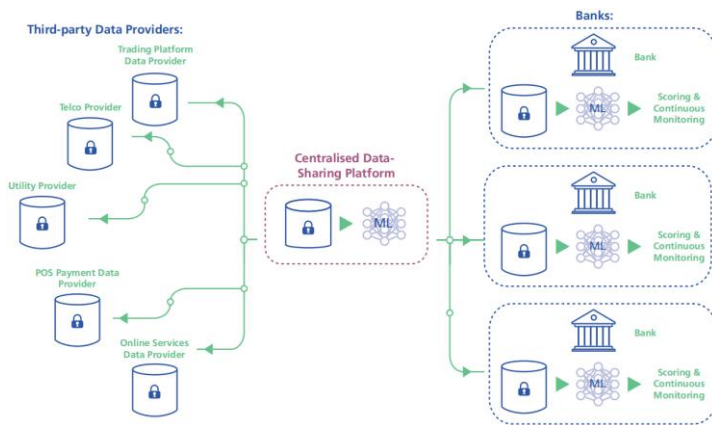 Third-party Data Providers:
Trading Platform
Data Provider
Telco Provider
Utility Provider
POS Payment Data
Provider
Online Services
Data Provider
Centralised Data-
Sharing Platform
ML
Banks:
Bank
ML
Scoring &
Continuous
Monitoring
Bank
ML
Scoring &
Continuous
Monitoring
Bank
ML
Scoring &
Continuous
Monitoring